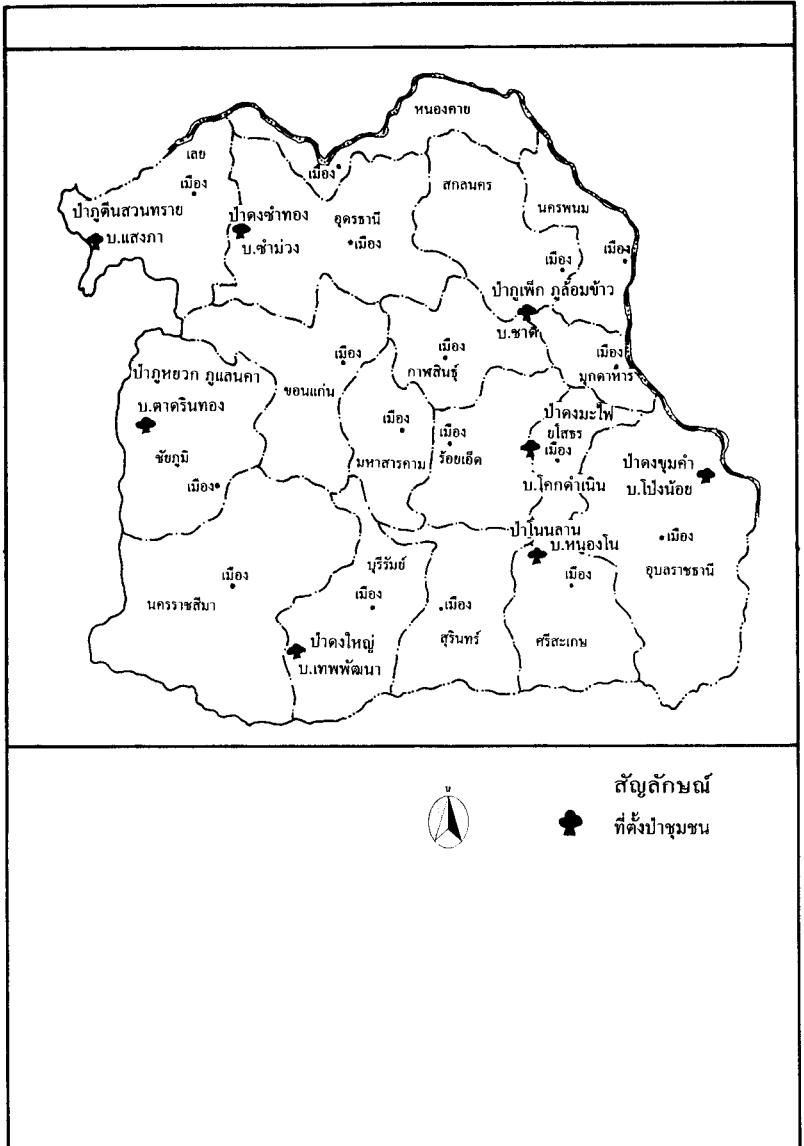 หนองคาย
เลย
เมือง
เมือง
สกลนคร
ป่าภูตีนสวนทราย
บ.แสงภา
ป่าดงซำทอง
บ.ซำม่วง
อุดรธานี
เมือง
นครพนม
เมือง
เมือง
ป่าภูเพ็ก ภูล้อมข้าว
บ.ชาติ
เมือง
กาฬสินธุ์
เมือง
มุกดาหาร
ป่าภูหยวก ภูแลนคา
บ.ตาดรินทอง
ชัยภูมิ
เมือง
เมือง
ขอนแก่น
เมือง
มหาสารคาม
เมือง
ร้อยเอ็ด
ป่าดงมะไฟ
ยโสธร
เมือง
บ.โคกดำเนิน
ป่าดงขุมคำ
บ.โป่งน้อย
เมือง
อุบลราชธานี
ป่าโนนลาน
บ.หนองโน
เมือง
ศรีสะเกษ
บุรีรัมย์
เมือง
เมือง
สุรินทร์
เมือง
นครราชสีมา
ป่าดงใหญ่
บ.เทพพัฒนา
N
สัญลักษณ์
ที่ตั้งป่าชุมชน